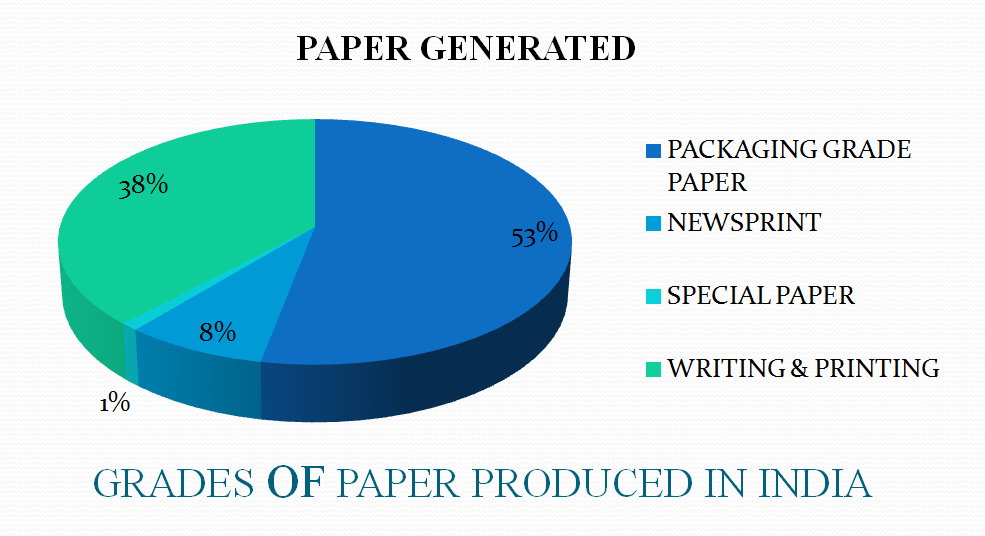 PAPER GENERATED
38%
53%
8%
1%
PACKAGING GRADE
PAPER
NEWSPRINT
SPECIAL PAPER
WRITING & PRINTING
GRADES OF PAPER PRODUCED IN INDIA